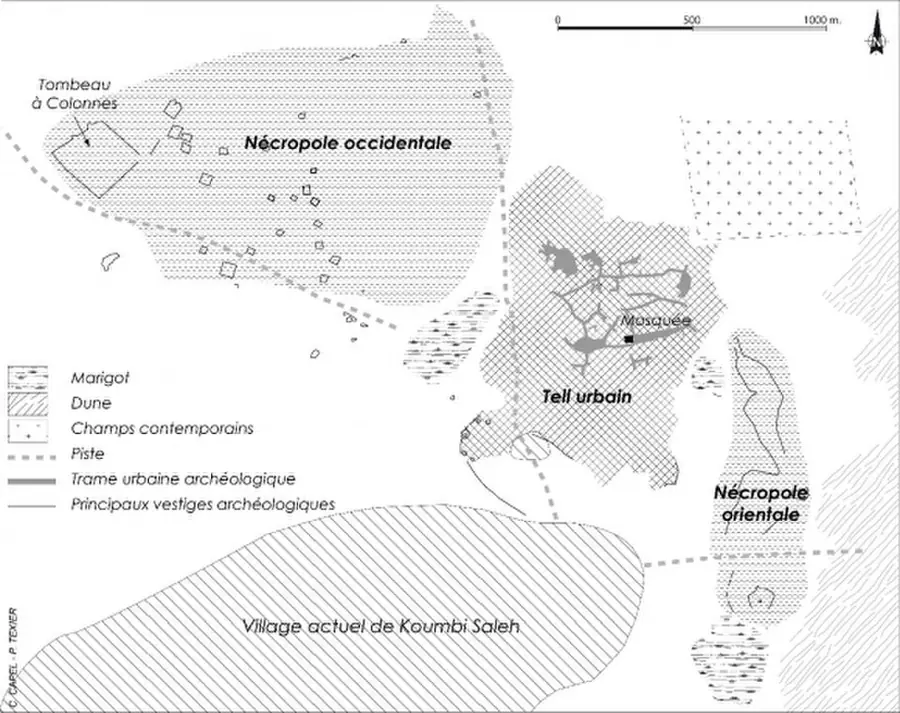 0 500 1000 m.
N
Tombeau
à Colonnes
Nécropole occidentale
Mosquée
Tell urbain
Marigot
Dune
Champs contemporains
Piste
Trame urbaine archéologique
Principaux vestiges archéologiques
Nécropole
orientale
Village actuel de Koumbi Saleh
C. CAPEL - P. TEXIER